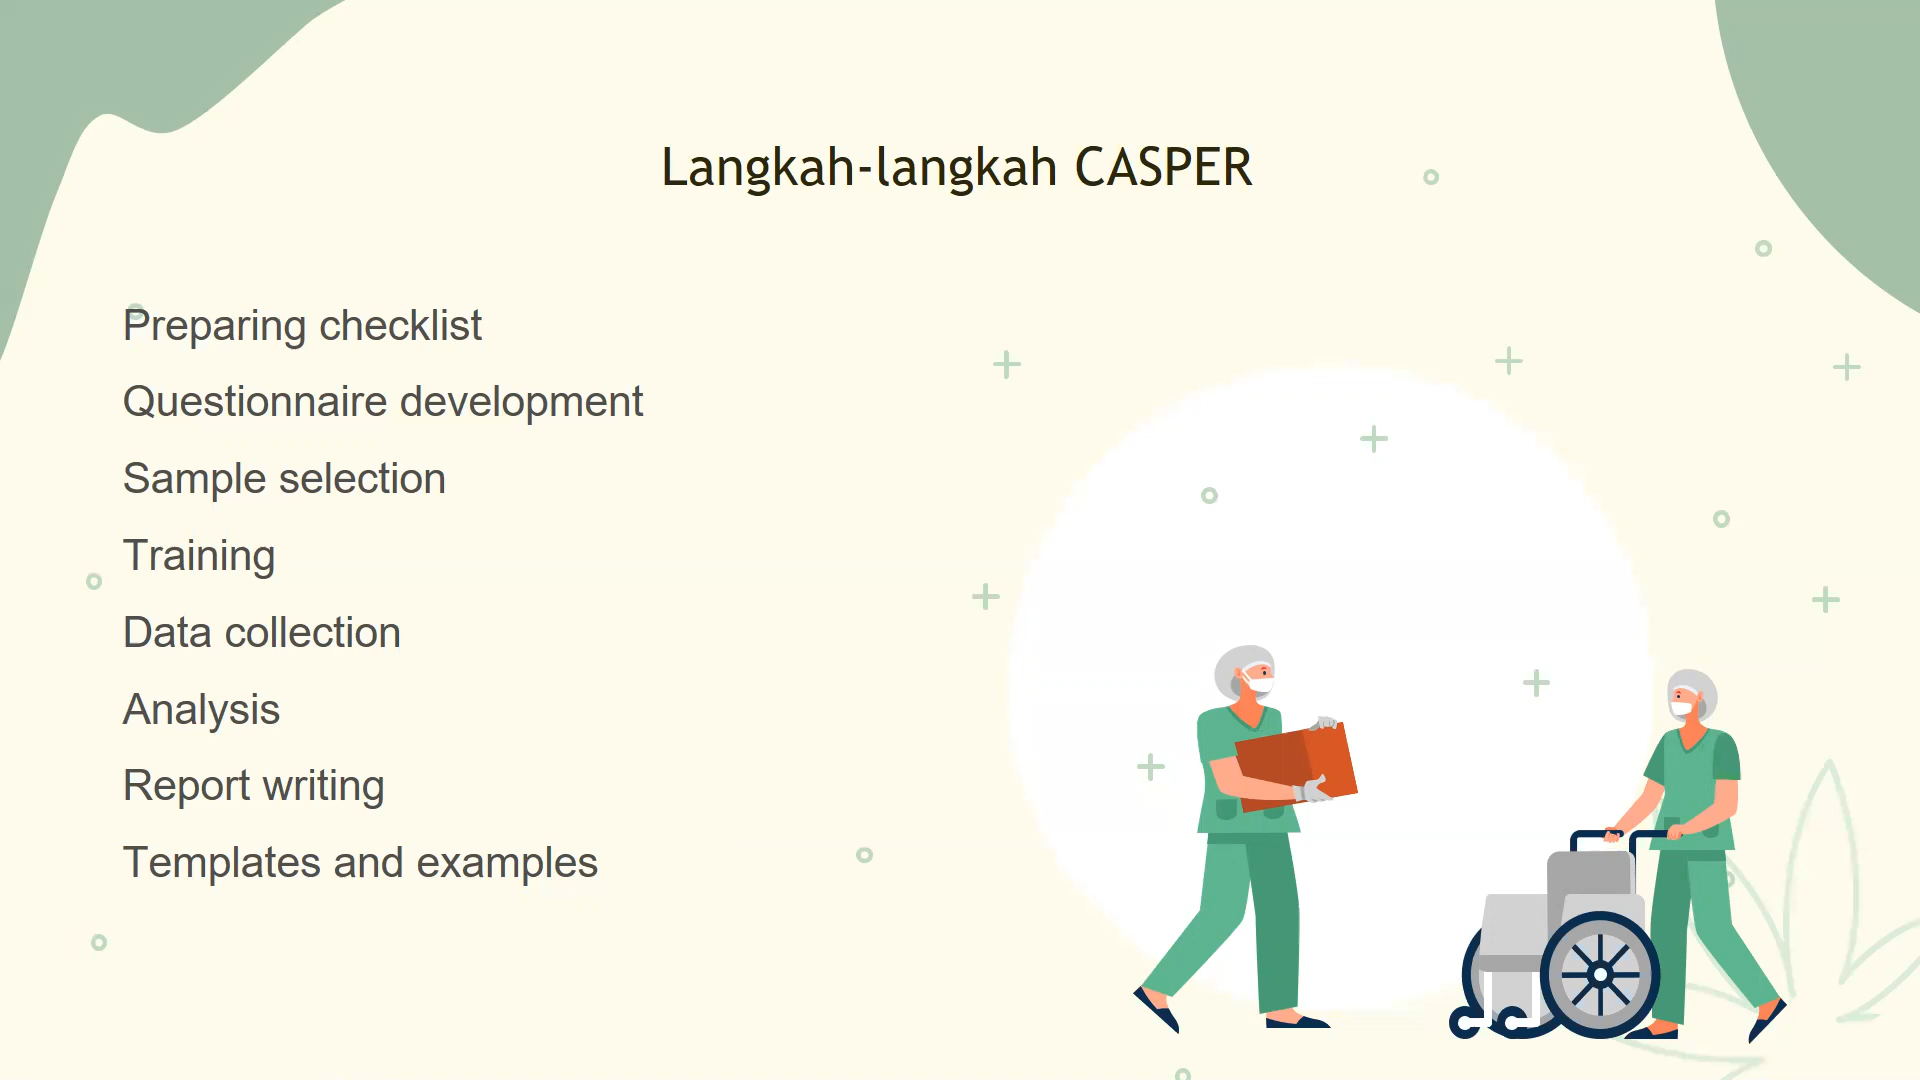 Langkah-langkah CASPER
Preparing checklist
Questionnaire development
Sample selection
Training
Data collection
Analysis
Report writing
Templates and examples